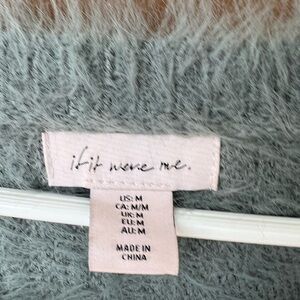 if it were me.
US: M
CA: M/M
UK: M
EU: M
AU: M
MADE IN
CHINA